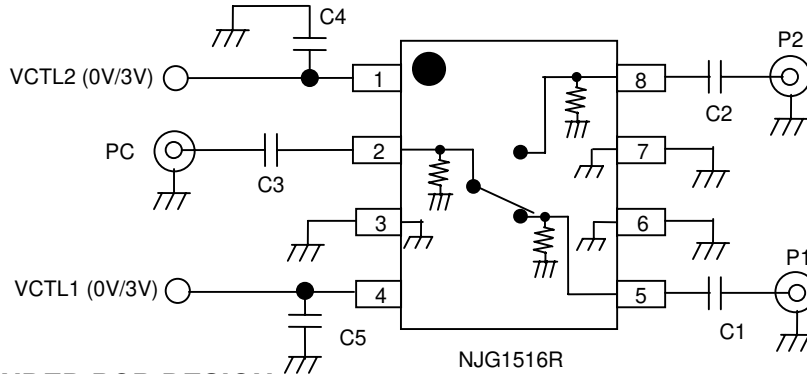 C4
P2
VCTL2 (0V/3V)
1
8
C2
PC
2
7
C3
3
6
P1
VCTL1 (0V/3V)
4
5
C5
C1
NJG1516R